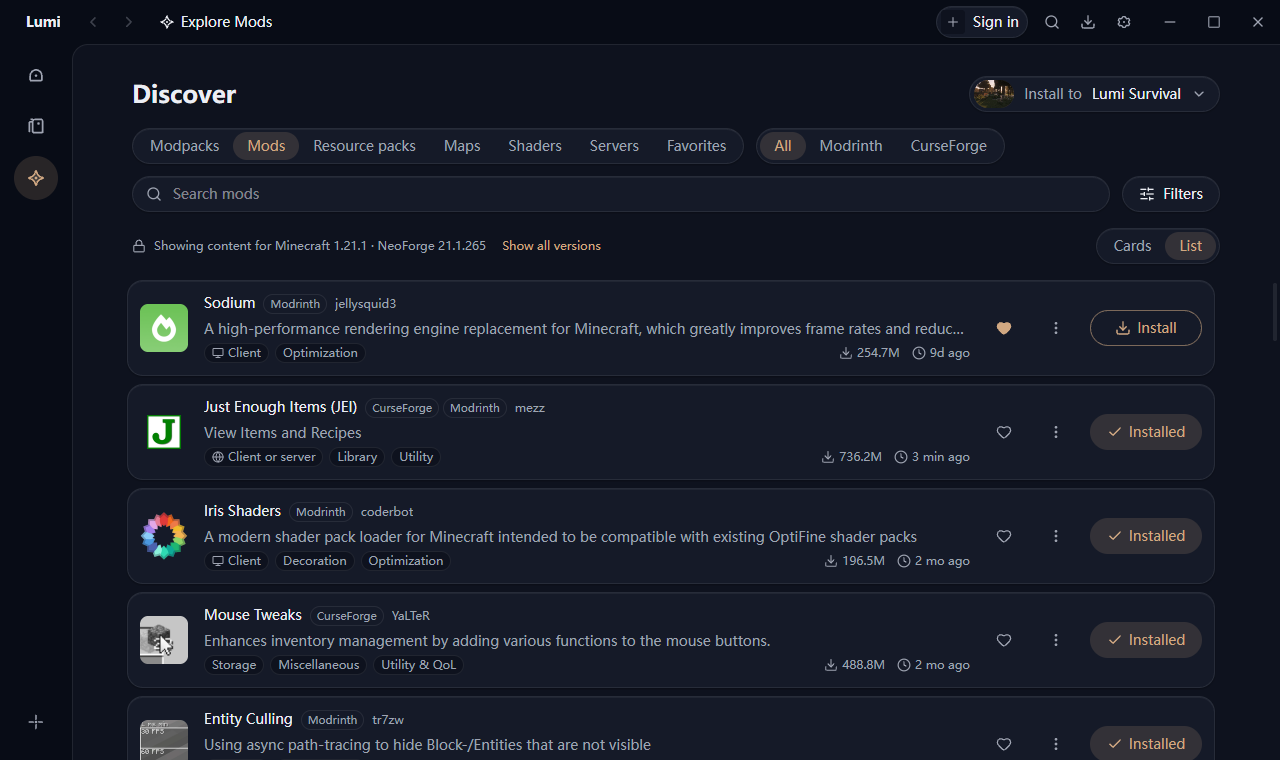 Lumi
Explore Mods
Sign in
Discover
Install to Lumi Survival
Modpacks Mods Resource packs Maps Shaders Servers Favorites
All Modrinth CurseForge
Search mods
Filters
Showing content for Minecraft 1.21.1 · NeoForge 21.1.265 Show all versions
Cards List
Sodium Modrinth jellysquid3
A high-performance rendering engine replacement for Minecraft, which greatly improves frame rates and reduc...
Client Optimization
254.7M 9d ago
Install
Just Enough Items (JEI) CurseForge Modrinth mezz
View Items and Recipes
Client or server Library Utility
736.2M 3 min ago
Installed
J
Iris Shaders Modrinth coderbot
A modern shader pack loader for Minecraft intended to be compatible with existing OptiFine shader packs
Client Decoration Optimization
196.5M 2 mo ago
Installed
Mouse Tweaks CurseForge YaLTeR
Enhances inventory management by adding various functions to the mouse buttons.
Storage Miscellaneous Utility & QoL
488.8M 2 mo ago
Installed
Entity Culling Modrinth tr7zw
Using async path-tracing to hide Block-/Entities that are not visible
Installed
30 FPS
60 FPS